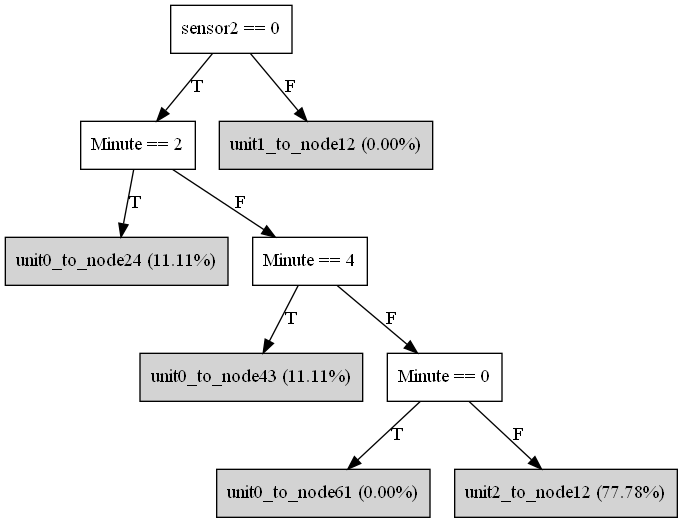 sensor2 == 0
T
F
Minute == 2
unit1_to_node12 (0.00%)
T
F
unit0_to_node24 (11.11%)
Minute == 4
T
F
unit0_to_node43 (11.11%)
Minute == 0
T
F
unit0_to_node61 (0.00%)
unit2_to_node12 (77.78%)